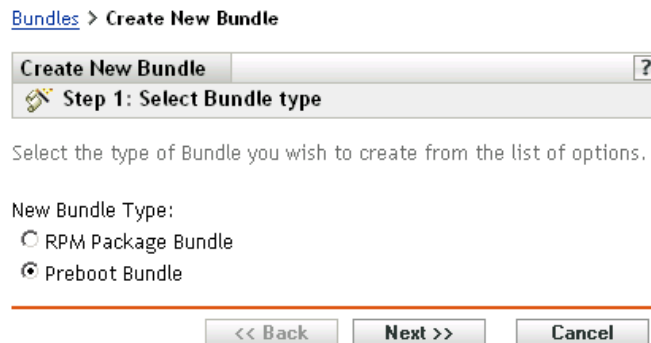 Bundles > Create New Bundle
Create New Bundle ?
Step 1: Select Bundle type
Select the type of Bundle you wish to create from the list of options.
New Bundle Type:
RPM Package Bundle
Preboot Bundle
<< Back Next >> Cancel